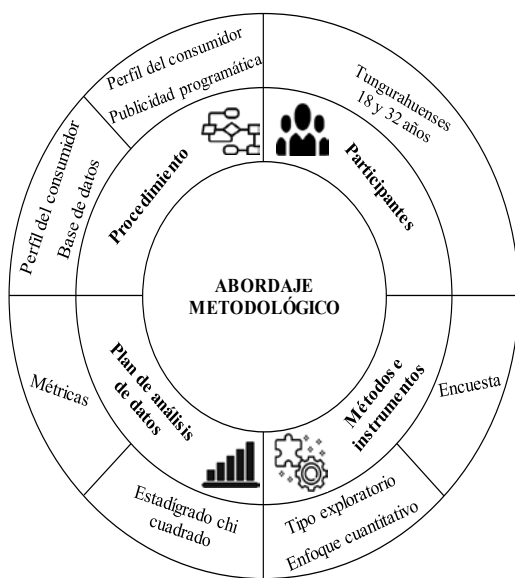 Perfil del consumidor
Publicidad programática
Tungurahuenses
18 y 32 años
Perfil del consumidor
Base de datos
Procedimiento
Participantes
ABORDAJE
METODOLÓGICO
Métricas
Plan de análisis
de datos
Métodos e
instrumentos
Encuesta
Estadígrado chi
cuadrado
Tipo exploratorio
Enfoque cuantitativo